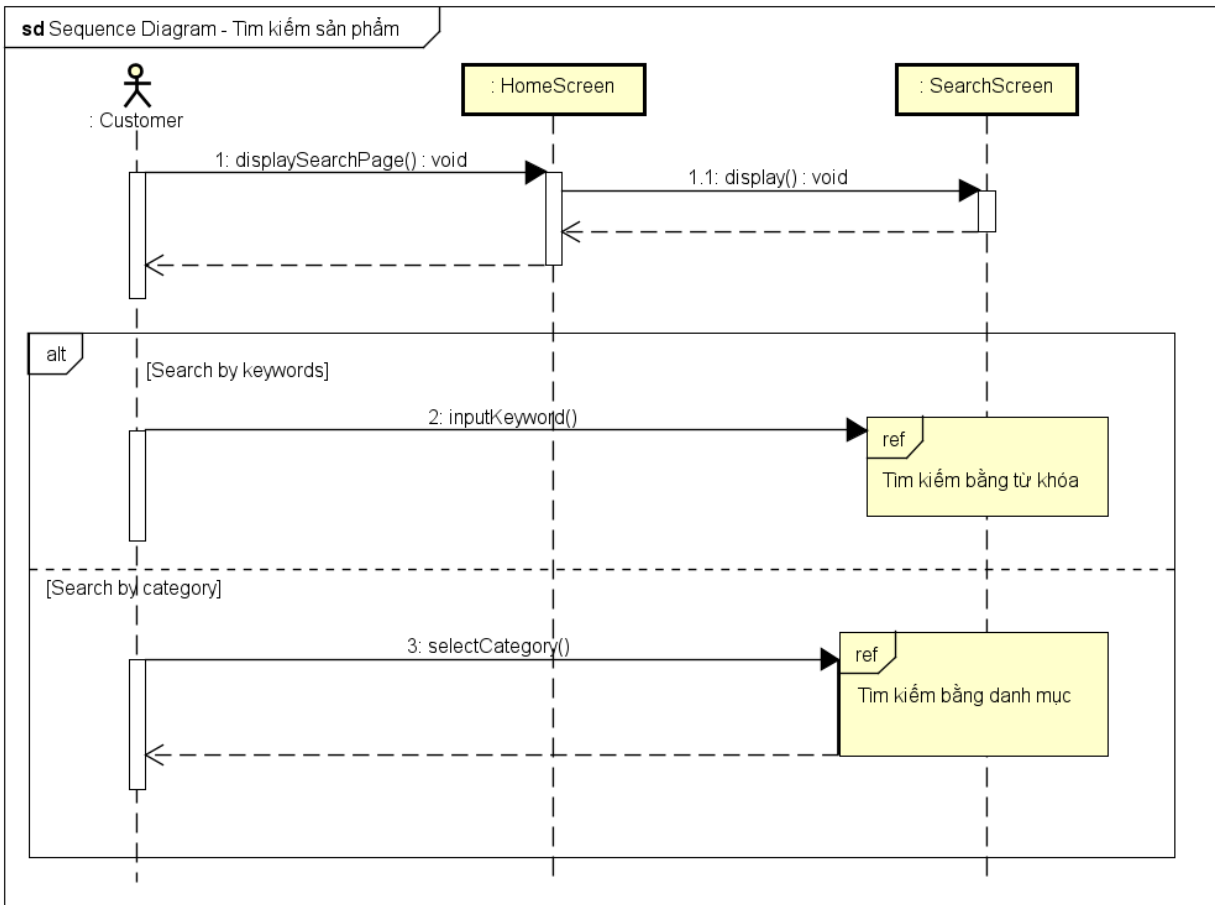 sd Sequence Diagram - Tìm kiếm sản phẩm
: Customer
: HomeScreen
: SearchScreen
1: displaySearchPage() : void
1.1: display() : void
alt
[Search by keywords]
2: inputKeyword()
ref
Tìm kiếm bằng từ khóa
[Search by category]
3: selectCategory()
ref
Tìm kiếm bằng danh mục